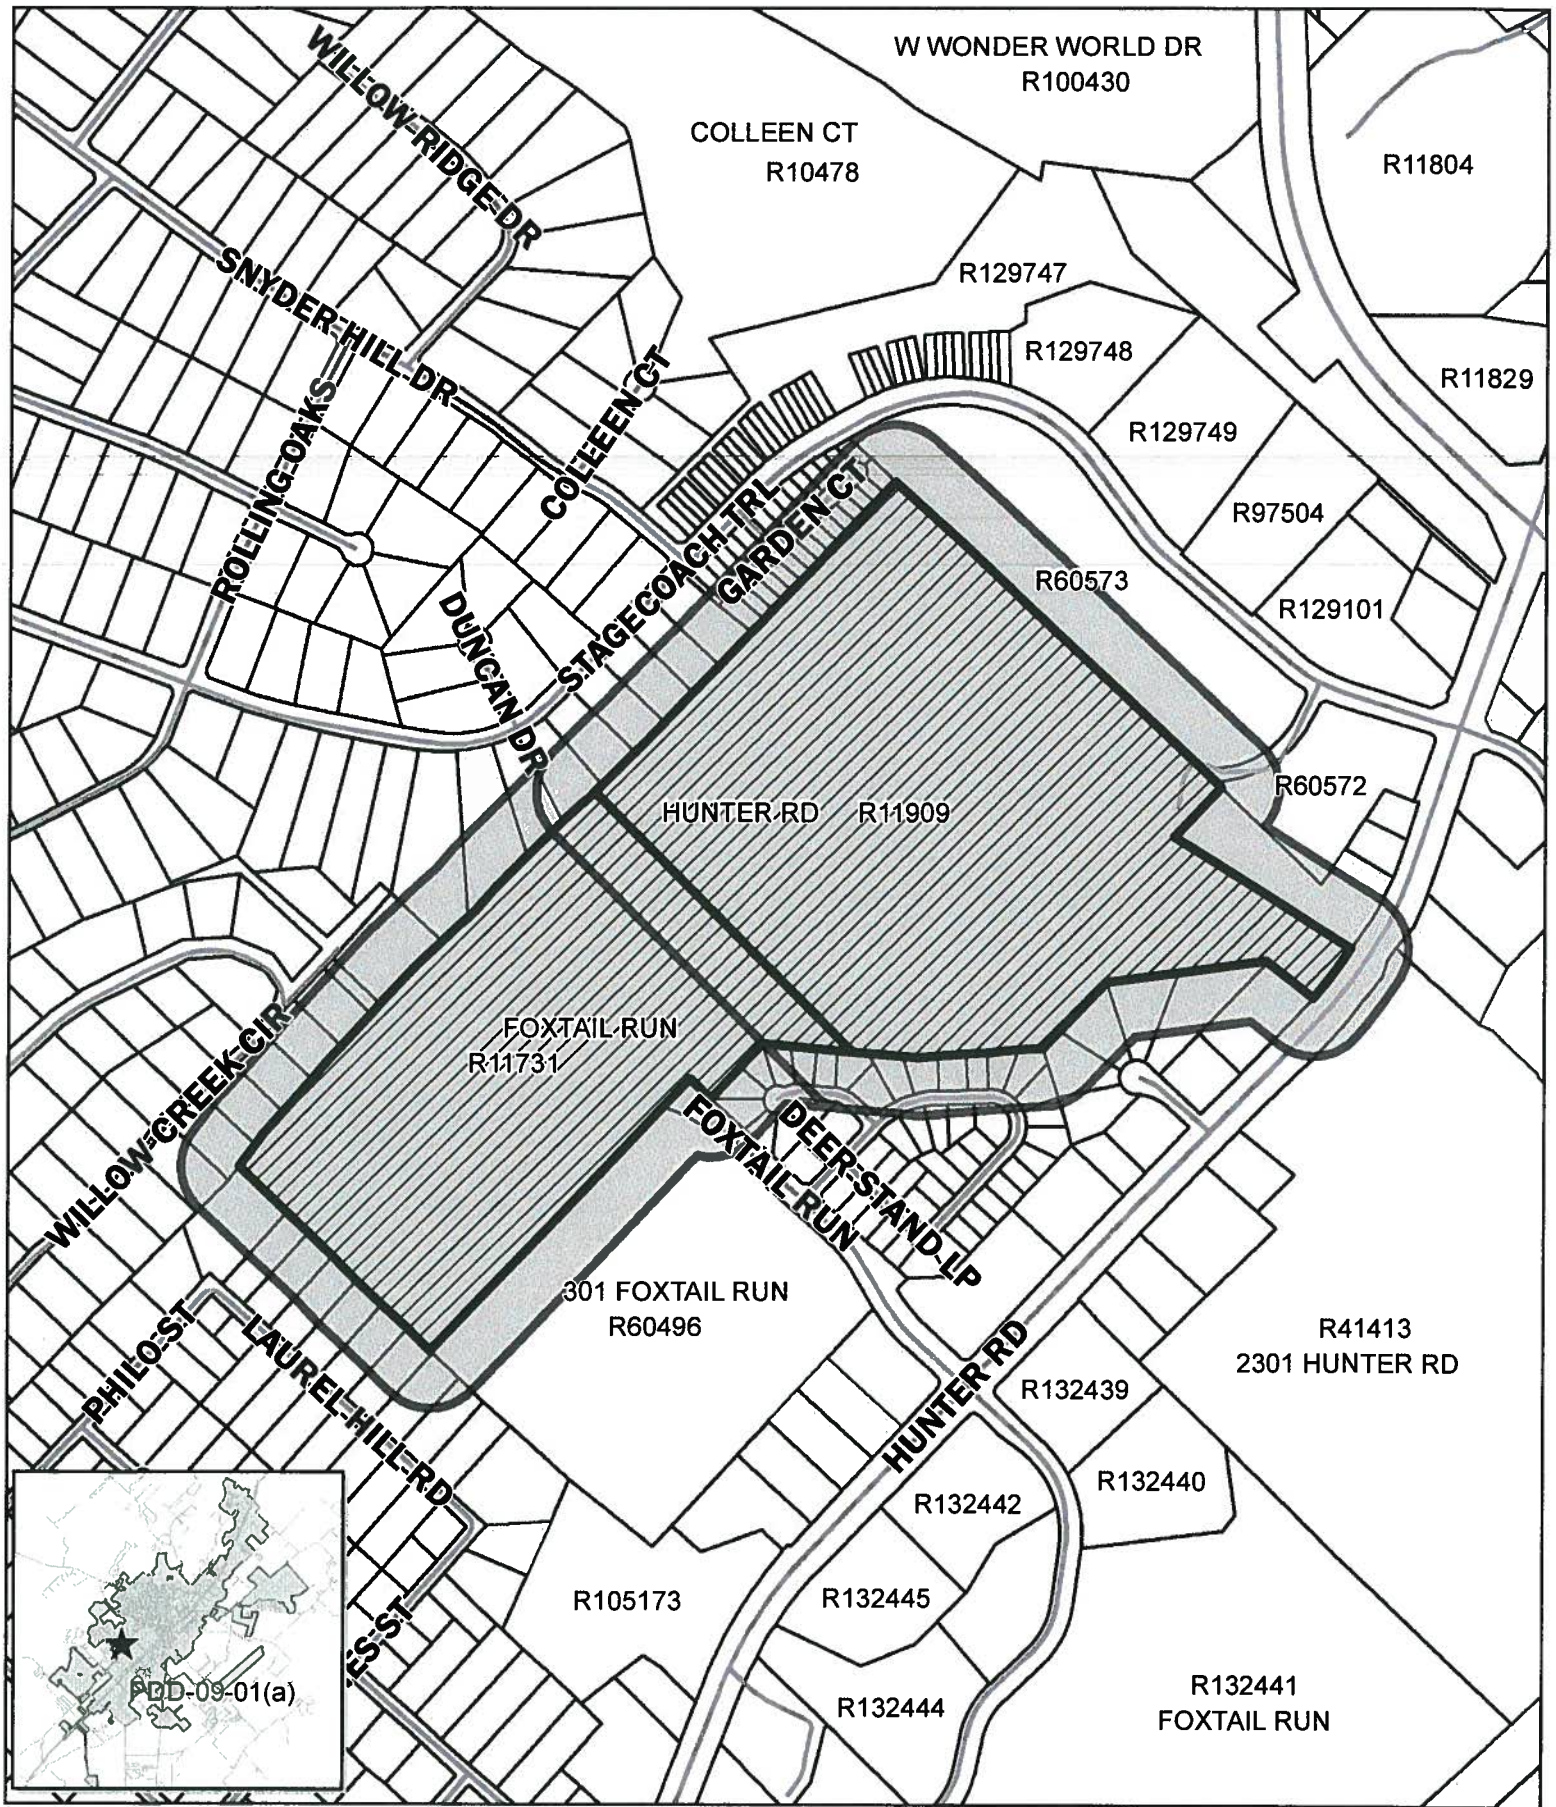 W WONDER WORLD DR
R100430
WILLOW RIDGE DR
COLLEEN CT
R10478
R11804
SNYDER HILL DR
R129747
R129748
R11829
ROLLING OAKS
COLLEEN CT
R129749
STAGECOACH TRL
GARDEN CT
R97504
R60573
R129101
DUNCAN DR
R60572
HUNTER RD R11909
WILLOW CREEK CIR
FOXTAIL RUN
R11731
FOXTAIL RUN
DEER STAND LP
301 FOXTAIL RUN
R60496
PHILO ST
LAUREL HILL RD
HUNTER RD
R41413
2301 HUNTER RD
R132439
R132440
R132442
R105173
R132445
ES ST
PDD-09-01(a)
R132444
R132441
FOXTAIL RUN